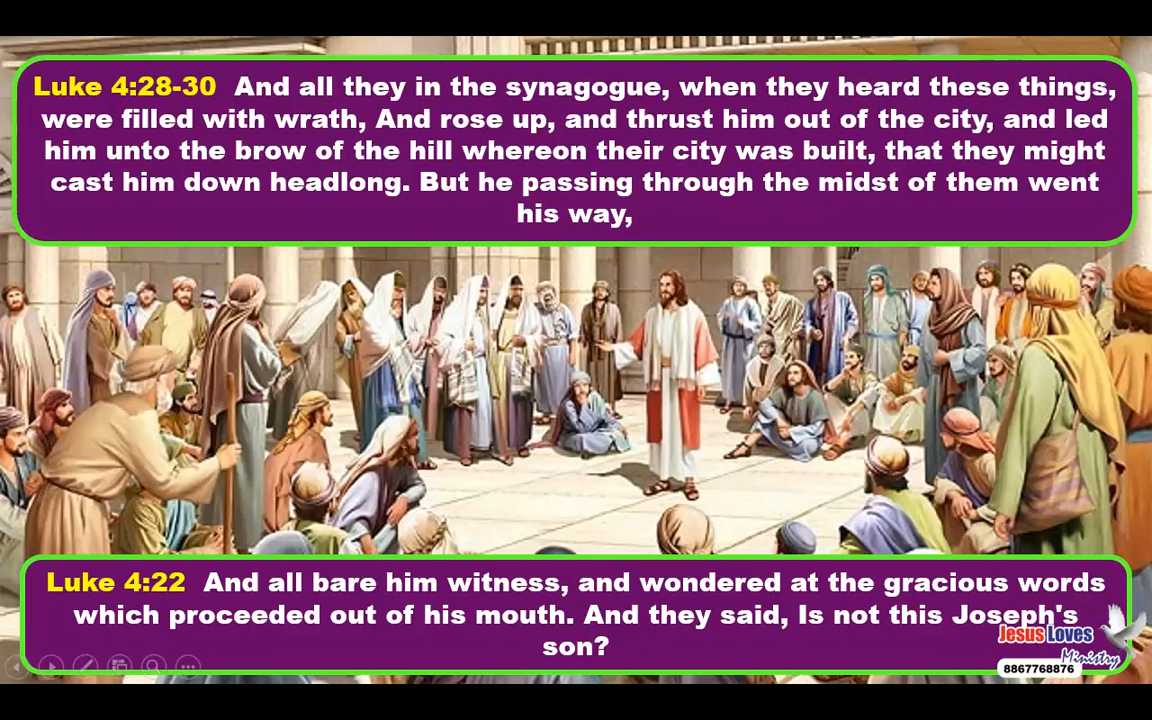 Luke 4:28-30 And all they in the synagogue, when they heard these things,
were filled with wrath, And rose up, and thrust him out of the city, and led
him unto the brow of the hill whereon their city was built, that they might
cast him down headlong. But he passing through the midst of them went
his way,
Luke 4:22 And all bare him witness, and wondered at the gracious words
which proceeded out of his mouth. And they said, Is not this Joseph's
son?
Jesus Loves
Ministry
8867768876